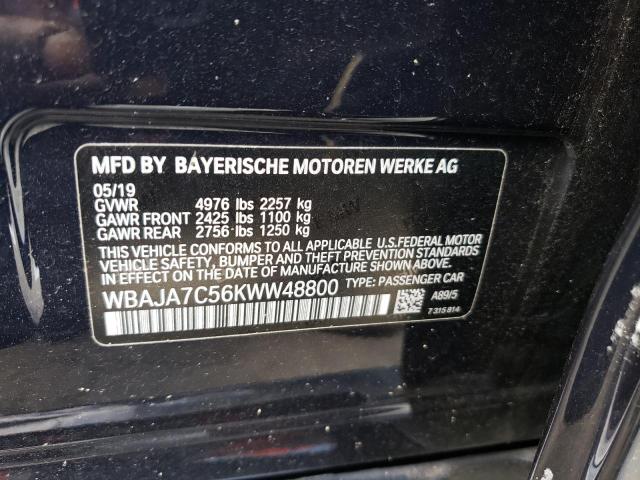 MFD BY BAYERISCHE MOTOREN WERKE AG
05/19
GVWR 4976 lbs 2257 kg
GAWR FRONT 2425 lbs 1100 kg
GAWR REAR 2756 lbs 1250 kg
THIS VEHICLE CONFORMS TO ALL APPLICABLE U.S.FEDERAL MOTOR
VEHICLE SAFETY, BUMPER AND THEFT PREVENTION STANDARDS
IN EFFECT ON THE DATE OF MANUFACTURE SHOWN ABOVE.
WBAJA7C56KWW48800 TYPE: PASSENGER CAR
A89/5
7 315 814